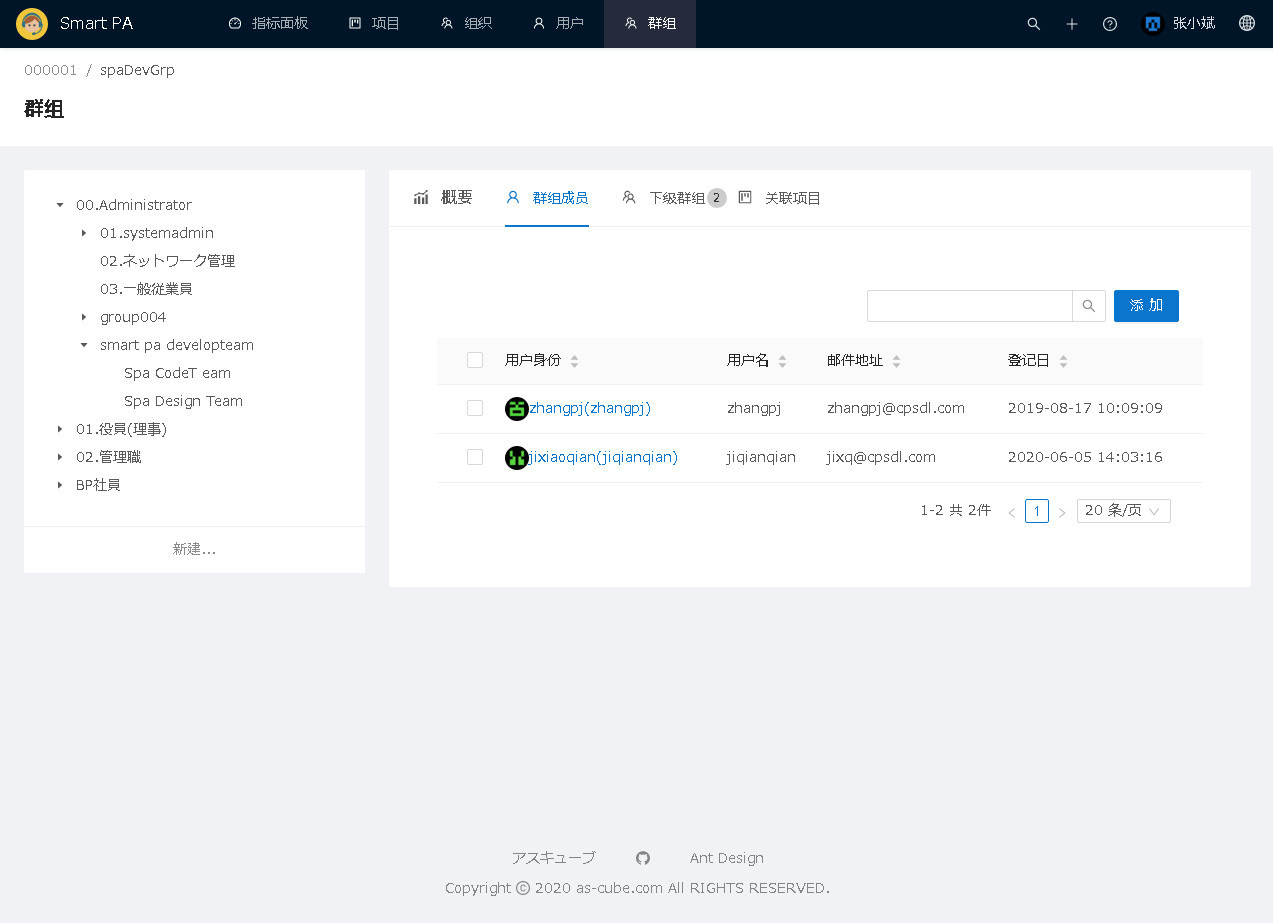 Smart PA 指标面板 项目 组织 用户 群组 张小斌
000001 / spaDevGrp
群组
00.Administrator
01.systemadmin
02.ネットワーク管理
03.一般従業員
group004
smart pa developteam
Spa CodeT eam
Spa Design Team
01.役員(理事)
02.管理職
BP社員
新建...
概要 群组成员 下级群组 2 关联项目
添 加
用户身份 用户名 邮件地址 登记日
zhangpj(zhangpj) zhangpj zhangpj@cpsdl.com 2019-08-17 10:09:09
jixiaoqian(jiqianqian) jiqianqian jixq@cpsdl.com 2020-06-05 14:03:16
1-2 共 2件 < 1 > 20 条/页
アスキューブ Ant Design
Copyright © 2020 as-cube.com All RIGHTS RESERVED.